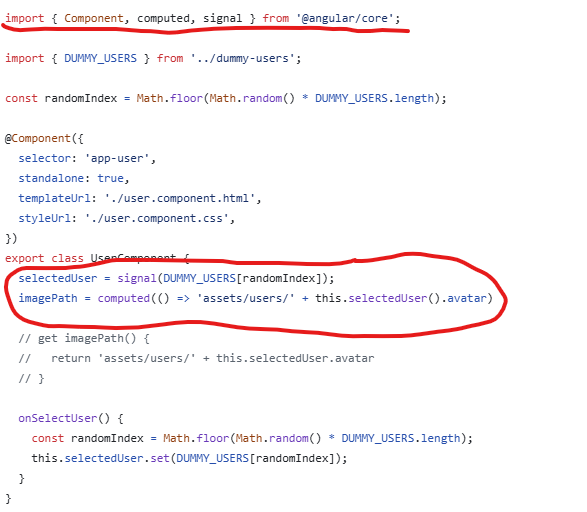 import { Component, computed, signal } from '@angular/core';
import { DUMMY_USERS } from '../dummy-users';
const randomIndex = Math.floor(Math.random() * DUMMY_USERS.length);
@Component({
  selector: 'app-user',
  standalone: true,
  templateUrl: './user.component.html',
  styleUrl: './user.component.css',
})
export class UserComponent {
  selectedUser = signal(DUMMY_USERS[randomIndex]);
  imagePath = computed(() => 'assets/users/' + this.selectedUser().avatar)
  // get imagePath() {
  //   return 'assets/users/' + this.selectedUser.avatar
  // }
  onSelectUser() {
    const randomIndex = Math.floor(Math.random() * DUMMY_USERS.length);
    this.selectedUser.set(DUMMY_USERS[randomIndex]);
  }
}